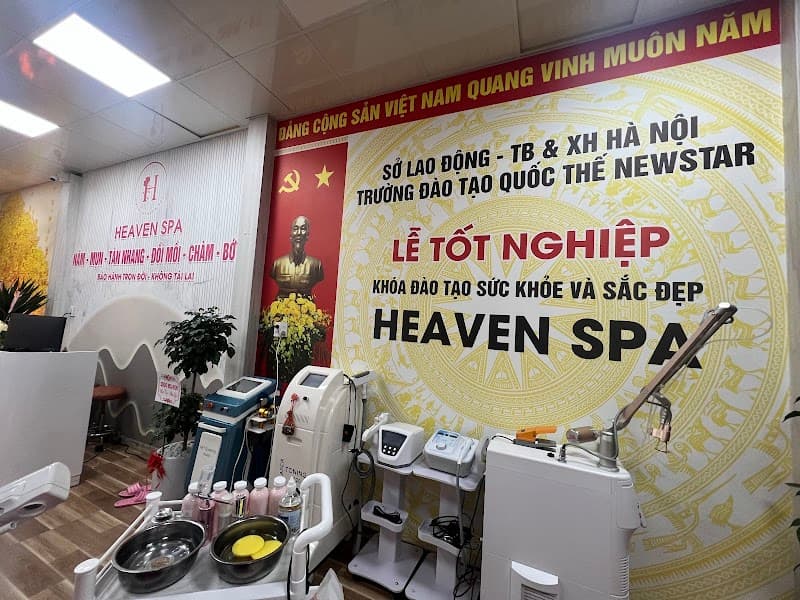 ĐẢNG CỘNG SẢN VIỆT NAM QUANG VINH MUÔN NĂM
SỞ LAO ĐỘNG - TB & XH HÀ NỘI
TRƯỜNG ĐÀO TẠO QUỐC THẾ NEWSTAR
LỄ TỐT NGHIỆP
KHÓA ĐÀO TẠO SỨC KHỎE VÀ SẮC ĐẸP
HEAVEN SPA
H
HEAVEN SPA
NÁM - MỤN - TÀN NHANG - ĐỒI MỒI - CHÀM - BỚ
BẢO HÀNH TRỌN ĐỜI - KHÔNG TÁI LẠI
TONING